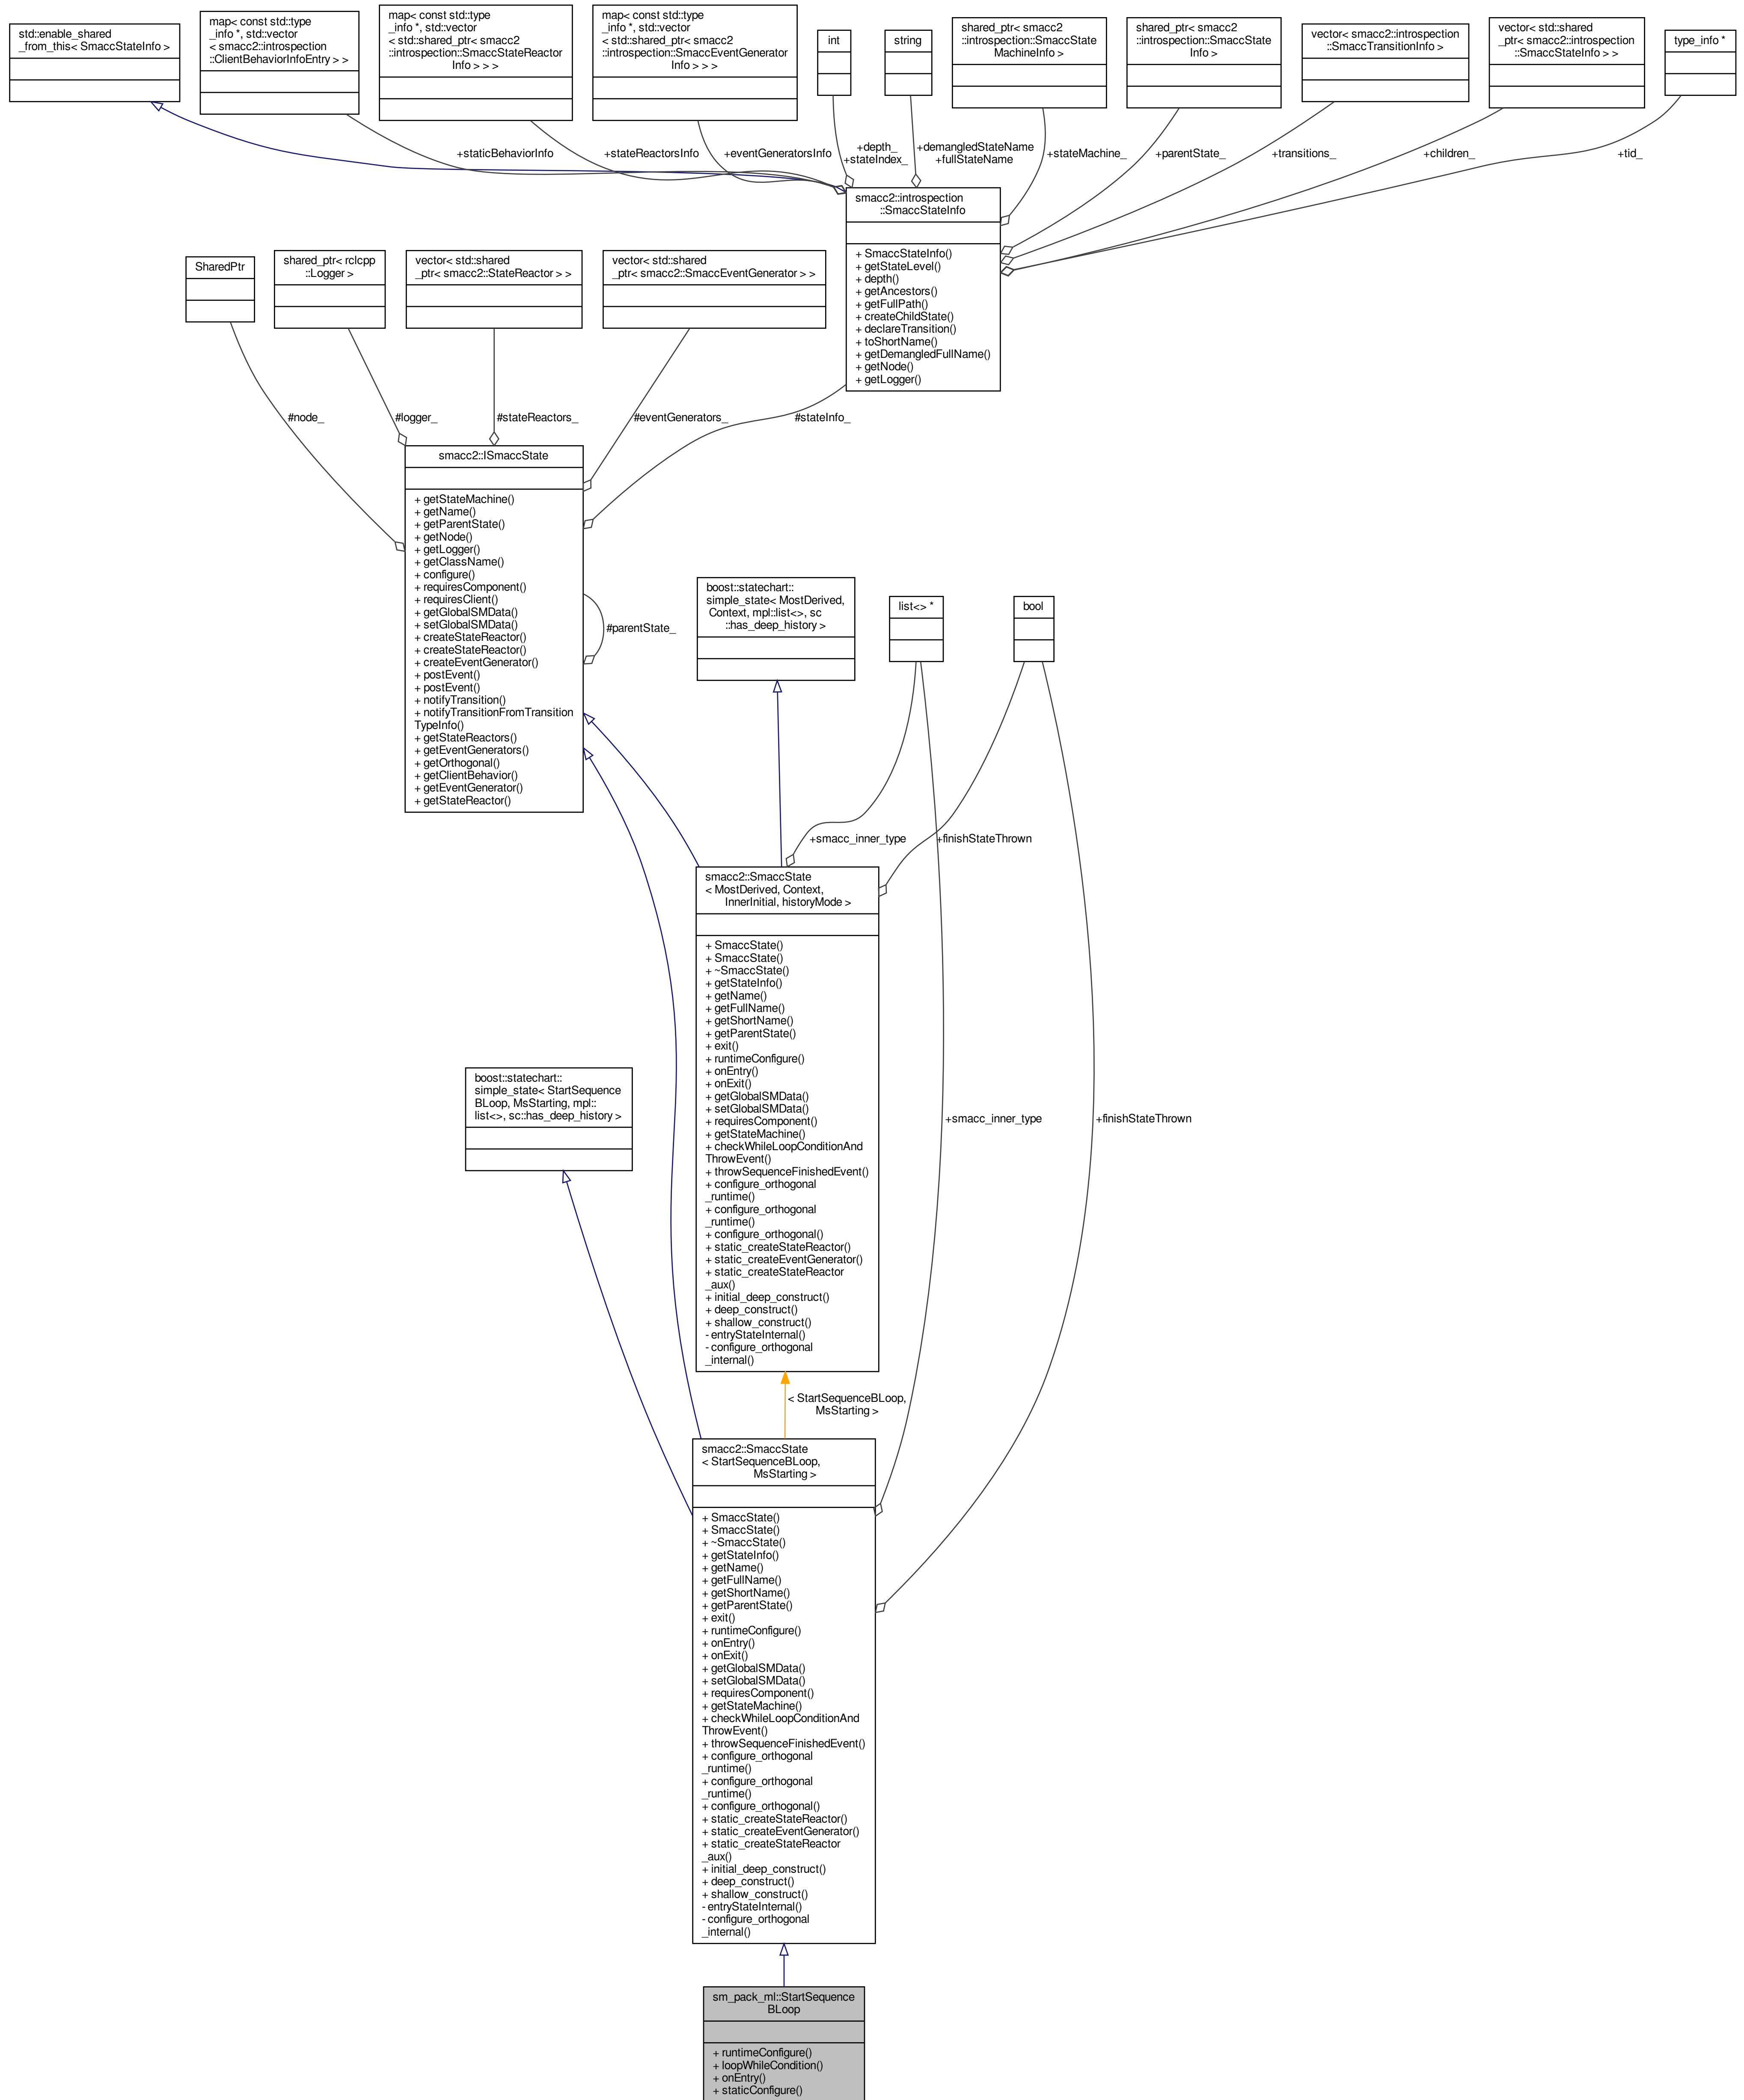 std::enable_shared
_from_this< SmaccStateInfo >
map< const std::type
_info *, std::vector
< smacc2::introspection
::ClientBehaviorInfoEntry > >
map< const std::type
_info *, std::vector
< std::shared_ptr< smacc2
::introspection::SmaccStateReactor
Info > > >
map< const std::type
_info *, std::vector
< std::shared_ptr< smacc2
::introspection::SmaccEventGenerator
Info > > >
int
string
shared_ptr< smacc2
::introspection::SmaccState
MachineInfo >
shared_ptr< smacc2
::introspection::SmaccState
Info >
vector< smacc2::introspection
::SmaccTransitionInfo >
vector< std::shared
_ptr< smacc2::introspection
::SmaccStateInfo > >
type_info *
+staticBehaviorInfo
+stateReactorsInfo
+eventGeneratorsInfo
+depth_
+stateIndex_
+demangledStateName
+fullStateName
+stateMachine_
+parentState_
+transitions_
+children_
+tid_
smacc2::introspection
::SmaccStateInfo
+ SmaccStateInfo()
+ getStateLevel()
+ depth()
+ getAncestors()
+ getFullPath()
+ createChildState()
+ declareTransition()
+ toShortName()
+ getDemangledFullName()
+ getNode()
+ getLogger()
SharedPtr
shared_ptr< rclcpp
::Logger >
vector< std::shared
_ptr< smacc2::StateReactor > >
vector< std::shared
_ptr< smacc2::SmaccEventGenerator > >
#node_
#logger_
#stateReactors_
#eventGenerators_
#stateInfo_
smacc2::ISmaccState
+ getStateMachine()
+ getName()
+ getParentState()
+ getNode()
+ getLogger()
+ getClassName()
+ configure()
+ requiresComponent()
+ requiresClient()
+ getGlobalSMData()
+ setGlobalSMData()
+ createStateReactor()
+ createStateReactor()
+ createEventGenerator()
+ postEvent()
+ postEvent()
+ notifyTransition()
+ notifyTransitionFromTransition
TypeInfo()
+ getStateReactors()
+ getEventGenerators()
+ getOrthogonal()
+ getClientBehavior()
+ getEventGenerator()
+ getStateReactor()
#parentState_
boost::statechart::
simple_state< MostDerived,
Context, mpl::list<>, sc
::has_deep_history >
list<> *
bool
+smacc_inner_type
+finishStateThrown
smacc2::SmaccState
< MostDerived, Context,
InnerInitial, historyMode >
+ SmaccState()
+ SmaccState()
+ ~SmaccState()
+ getStateInfo()
+ getName()
+ getFullName()
+ getShortName()
+ getParentState()
+ exit()
+ runtimeConfigure()
+ onEntry()
+ onExit()
+ getGlobalSMData()
+ setGlobalSMData()
+ requiresComponent()
+ getStateMachine()
+ checkWhileLoopConditionAnd
ThrowEvent()
+ throwSequenceFinishedEvent()
+ configure_orthogonal
_runtime()
+ configure_orthogonal
_runtime()
+ configure_orthogonal()
+ static_createStateReactor()
+ static_createEventGenerator()
+ static_createStateReactor
_aux()
+ initial_deep_construct()
+ deep_construct()
+ shallow_construct()
- entryStateInternal()
- configure_orthogonal
_internal()
boost::statechart::
simple_state< StartSequence
BLoop, MsStarting, mpl::
list<>, sc::has_deep_history >
+smacc_inner_type
+finishStateThrown
< StartSequenceBLoop,
MsStarting >
smacc2::SmaccState
< StartSequenceBLoop,
MsStarting >
+ SmaccState()
+ SmaccState()
+ ~SmaccState()
+ getStateInfo()
+ getName()
+ getFullName()
+ getShortName()
+ getParentState()
+ exit()
+ runtimeConfigure()
+ onEntry()
+ onExit()
+ getGlobalSMData()
+ setGlobalSMData()
+ requiresComponent()
+ getStateMachine()
+ checkWhileLoopConditionAnd
ThrowEvent()
+ throwSequenceFinishedEvent()
+ configure_orthogonal
_runtime()
+ configure_orthogonal
_runtime()
+ configure_orthogonal()
+ static_createStateReactor()
+ static_createEventGenerator()
+ static_createStateReactor
_aux()
+ initial_deep_construct()
+ deep_construct()
+ shallow_construct()
- entryStateInternal()
- configure_orthogonal
_internal()
sm_pack_ml::StartSequence
BLoop
+ runtimeConfigure()
+ loopWhileCondition()
+ onEntry()
+ staticConfigure()